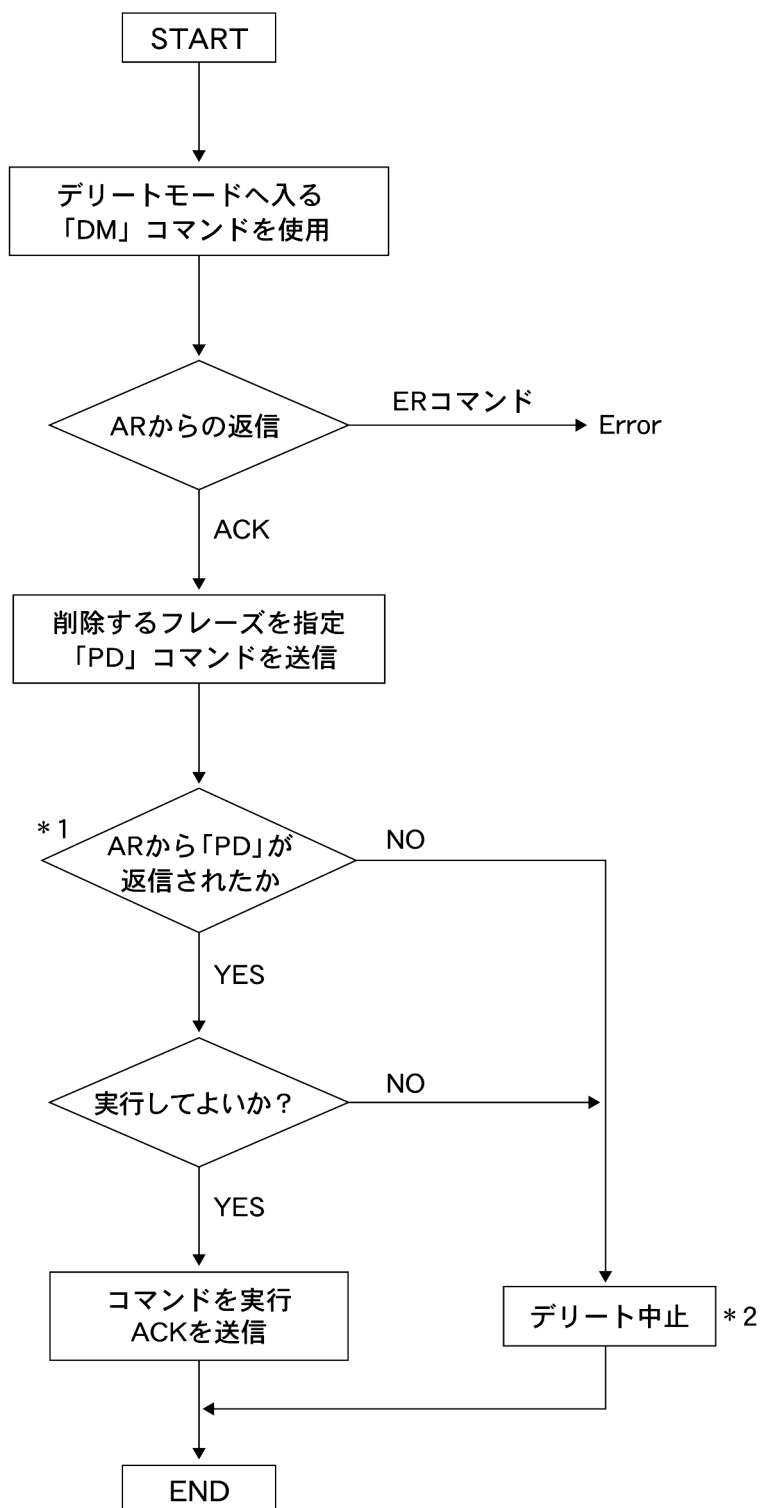 START
デリートモードへ入る
「DM」コマンドを使用
ARからの返信
ERコマンド
Error
ACK
削除するフレーズを指定
「PD」コマンドを送信
*1
ARから「PD」が
返信されたか
NO
YES
実行してよいか？
NO
YES
コマンドを実行
ACKを送信
デリート中止
*2
END